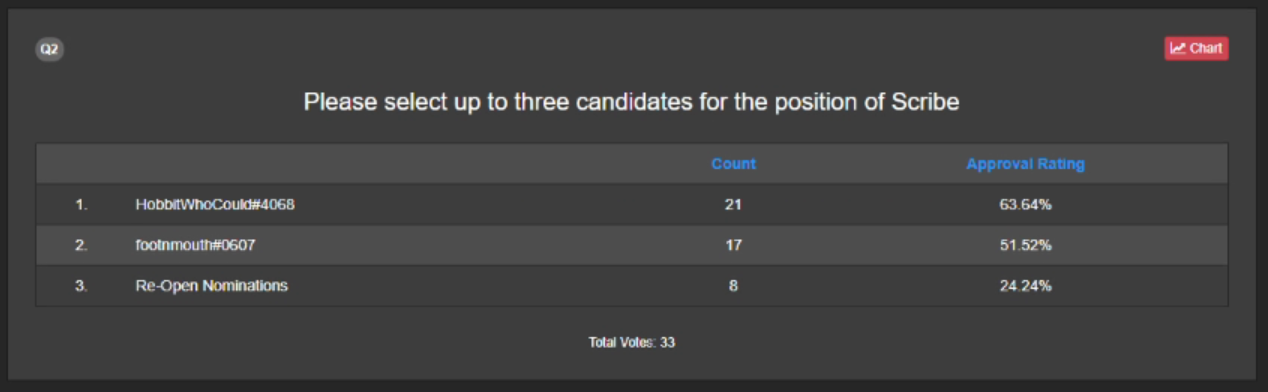 Q2
Chart
Please select up to three candidates for the position of Scribe
Count Approval Rating
1. HobbitWhoCould#4068 21 63.64%
2. footnmouth#0607 17 51.52%
3. Re-Open Nominations 8 24.24%
Total Votes: 33